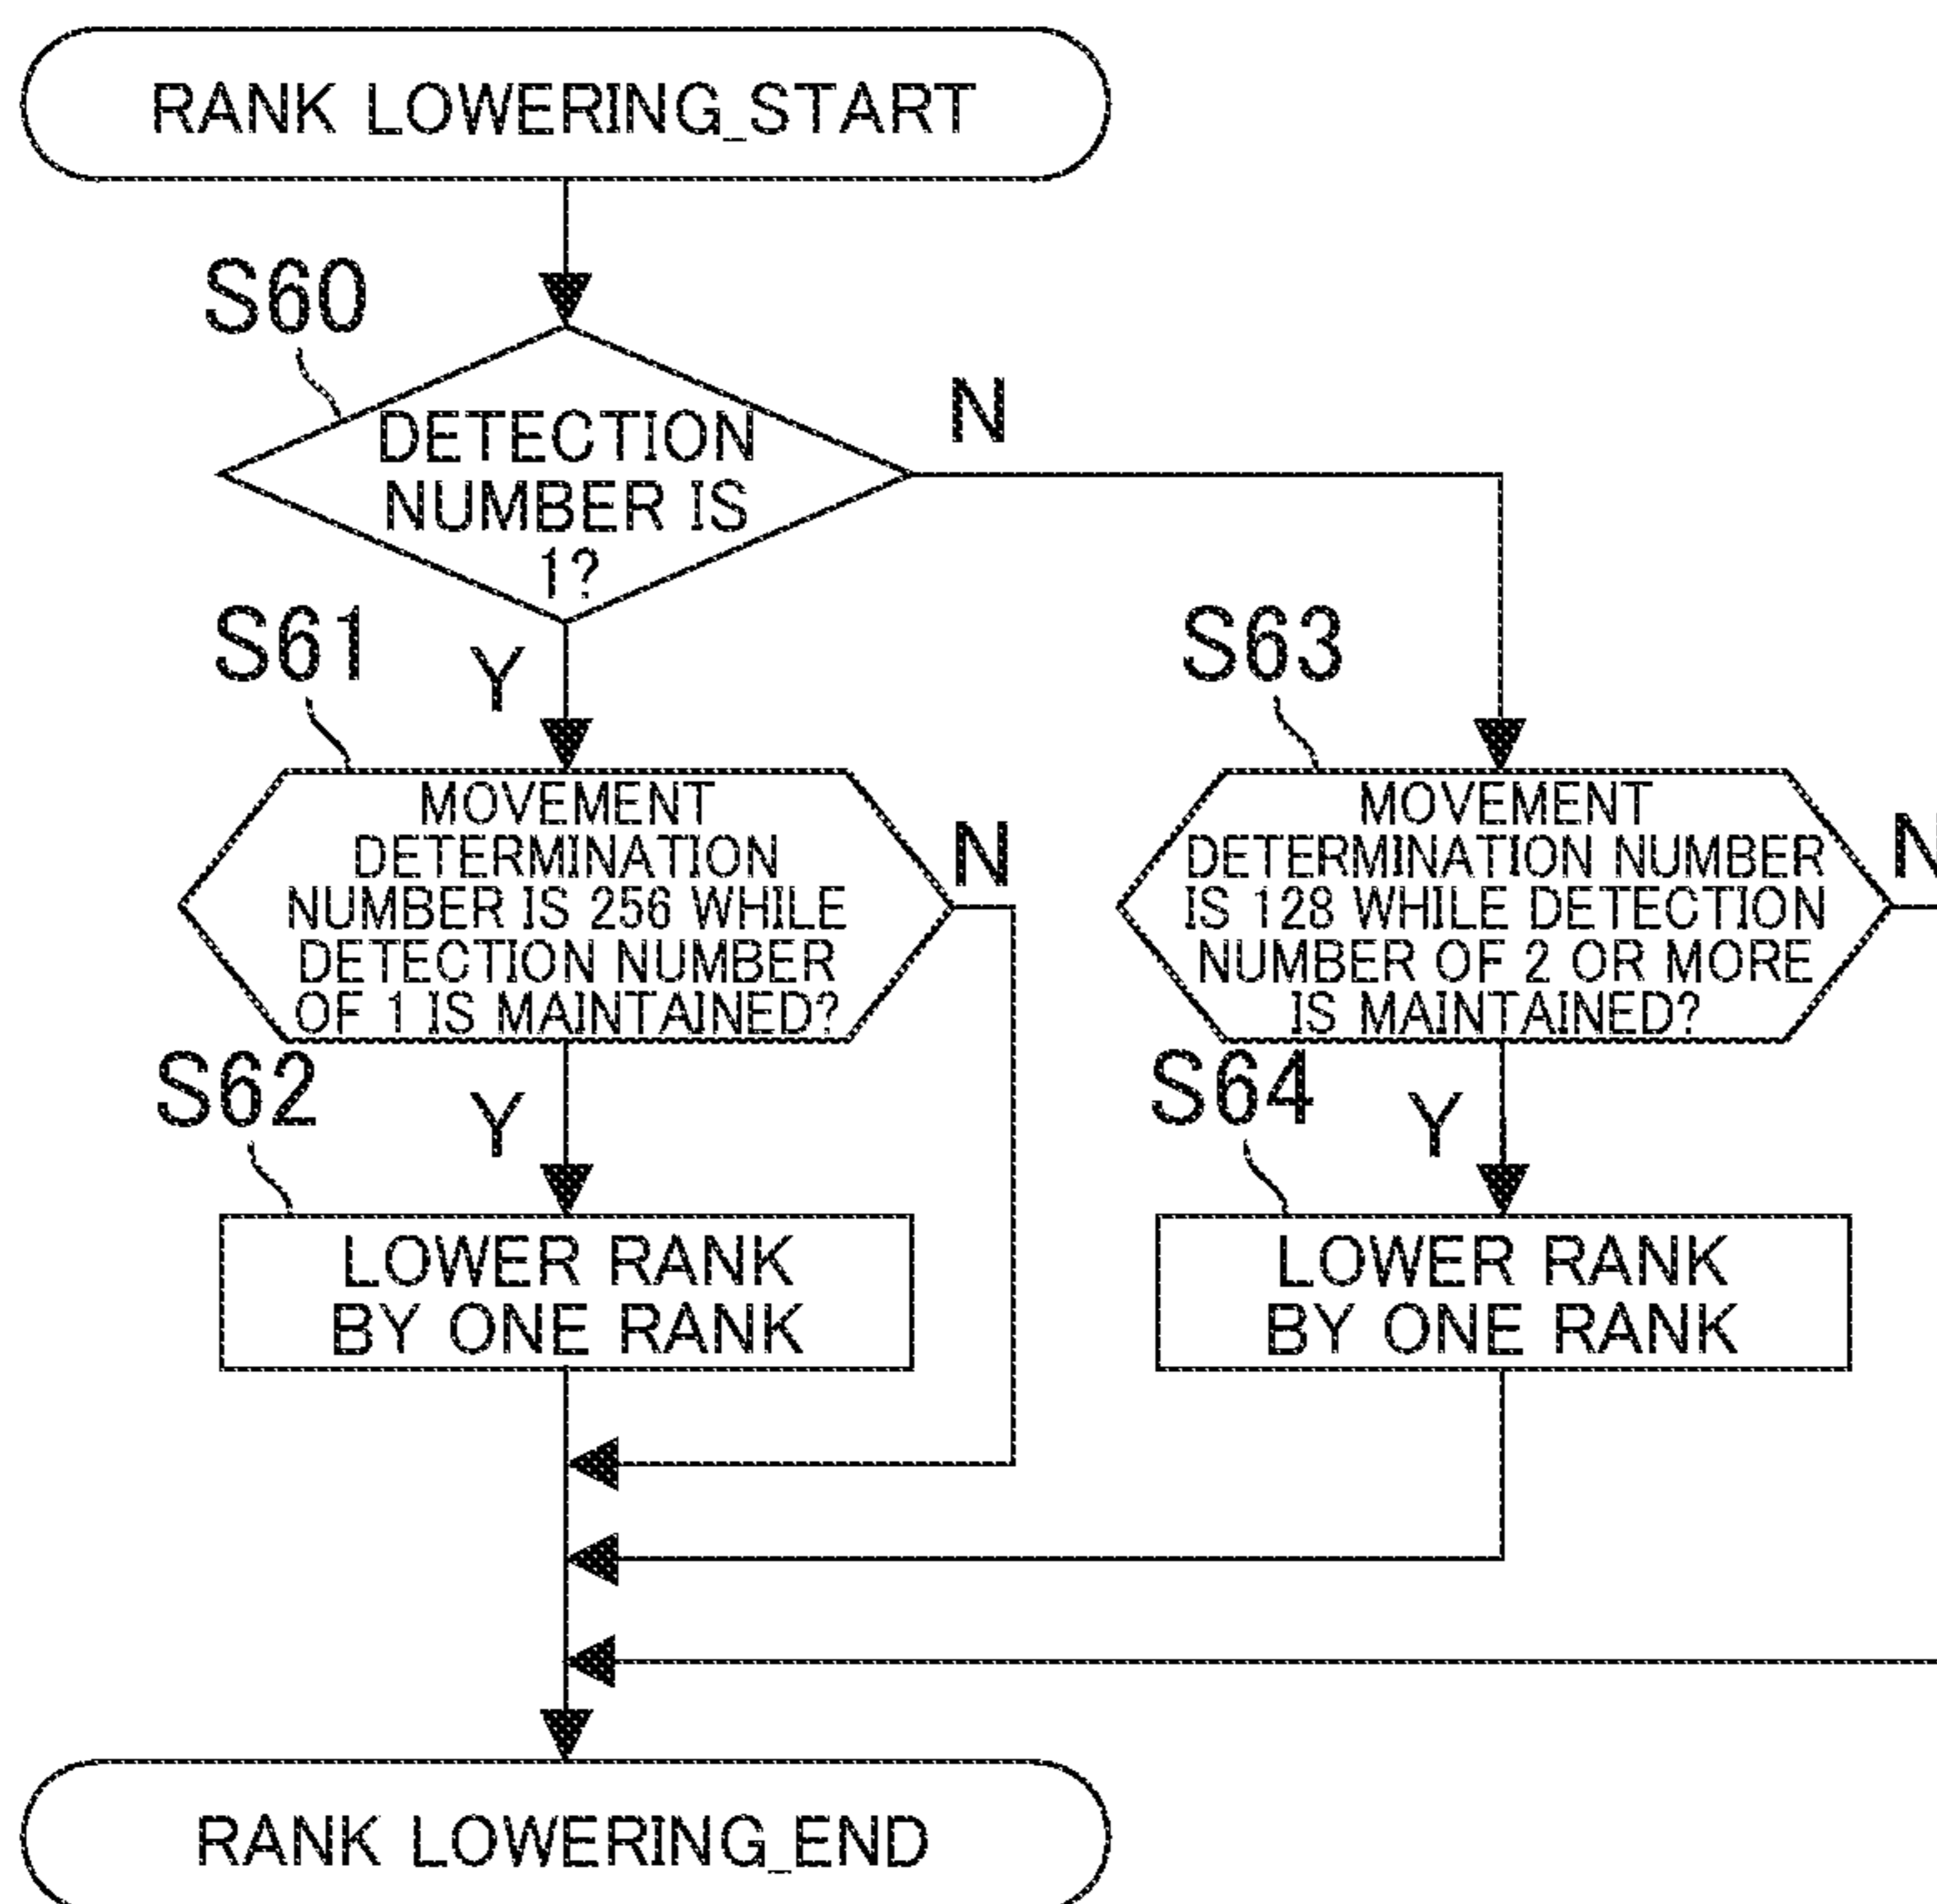 RANK LOWERING_START
S60
DETECTION
NUMBER IS
1?
N
Y
S61
MOVEMENT
DETERMINATION
NUMBER IS 256 WHILE
DETECTION NUMBER
OF 1 IS MAINTAINED?
N
S63
MOVEMENT
DETERMINATION NUMBER
IS 128 WHILE DETECTION
NUMBER OF 2 OR MORE
IS MAINTAINED?
N
Y
S62
LOWER RANK
BY ONE RANK
Y
S64
LOWER RANK
BY ONE RANK
RANK LOWERING_END